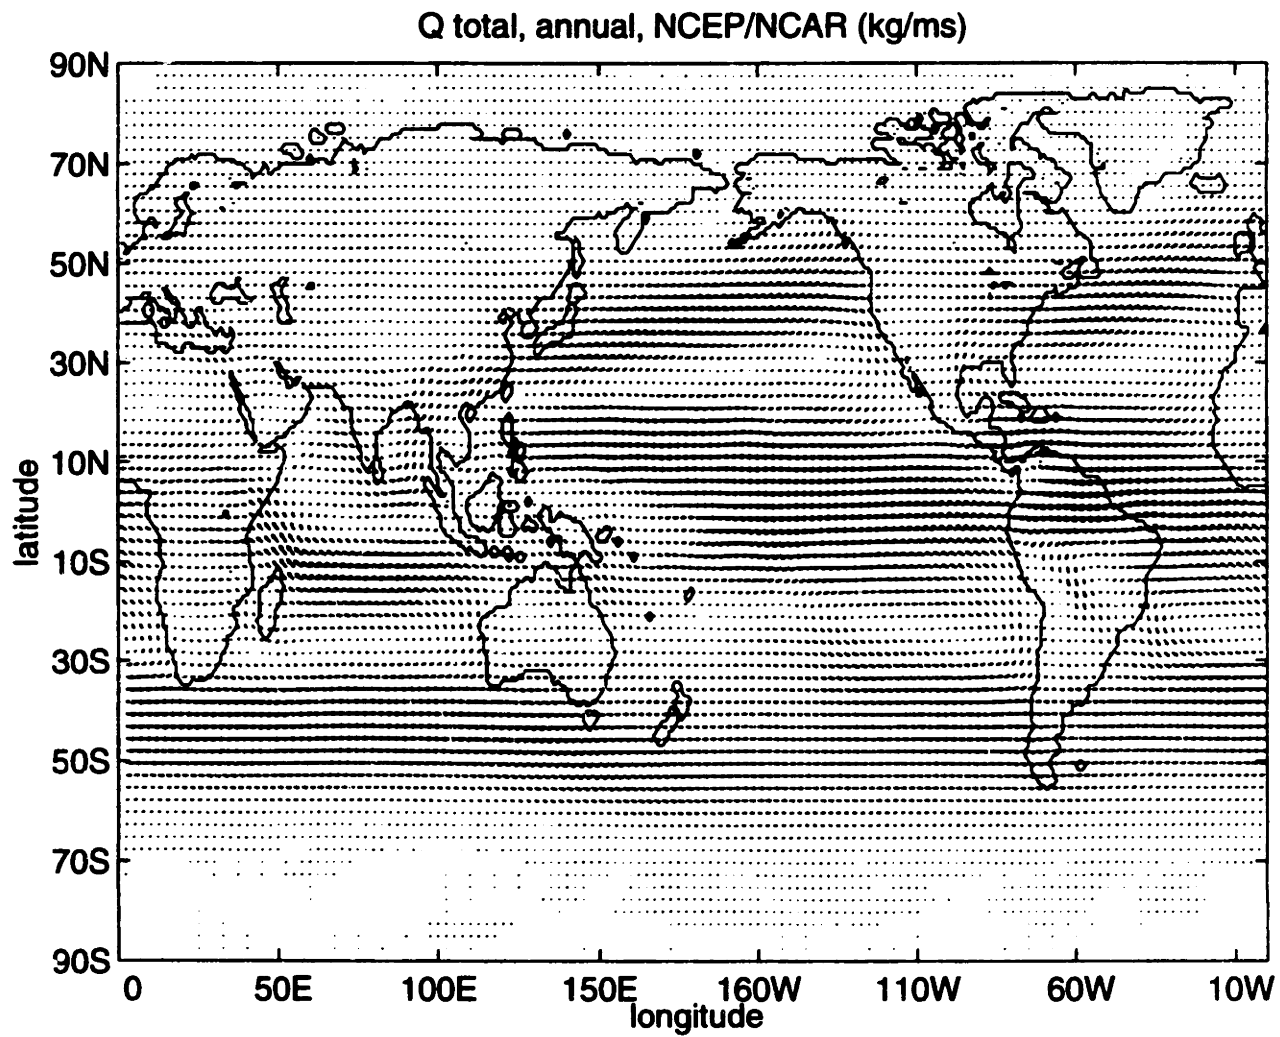 Q total, annual, NCEP/NCAR (kg/ms)
90N
70N
50N
30N
10N
10S
30S
50S
70S
90S
latitude
0 50E 100E 150E 160W 110W 60W 10W
longitude